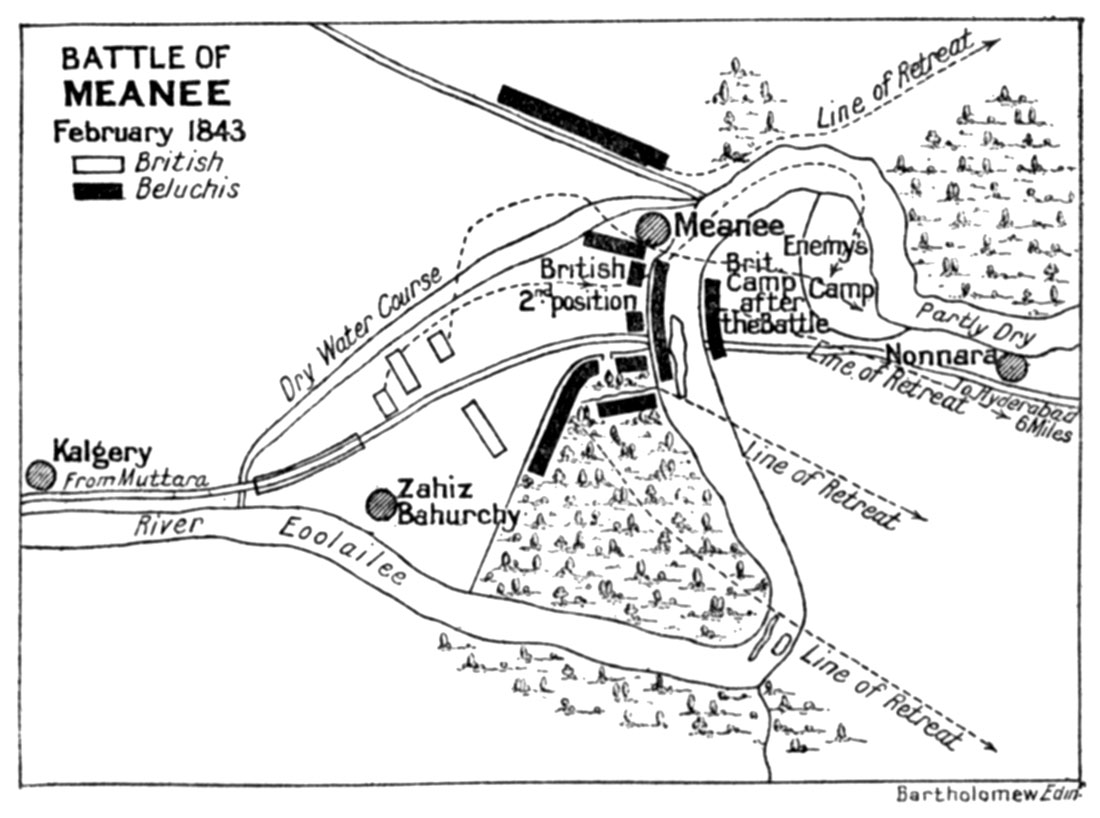 BATTLE OF
MEANEE
February 1843
British
Beluchis
Line of Retreat
Meanee
Enemys
Camp
British
2nd position
Brit.
Camp
after
the Battle
Dry Water Course
Partly Dry
Nonnara
Line of Retreat
To Hyderabad
6 Miles
Kalgery
From Muttara
Zahiz
Bahurchy
Line of Retreat
River Eoolailee
Line of Retreat
Bartholomew Edin.